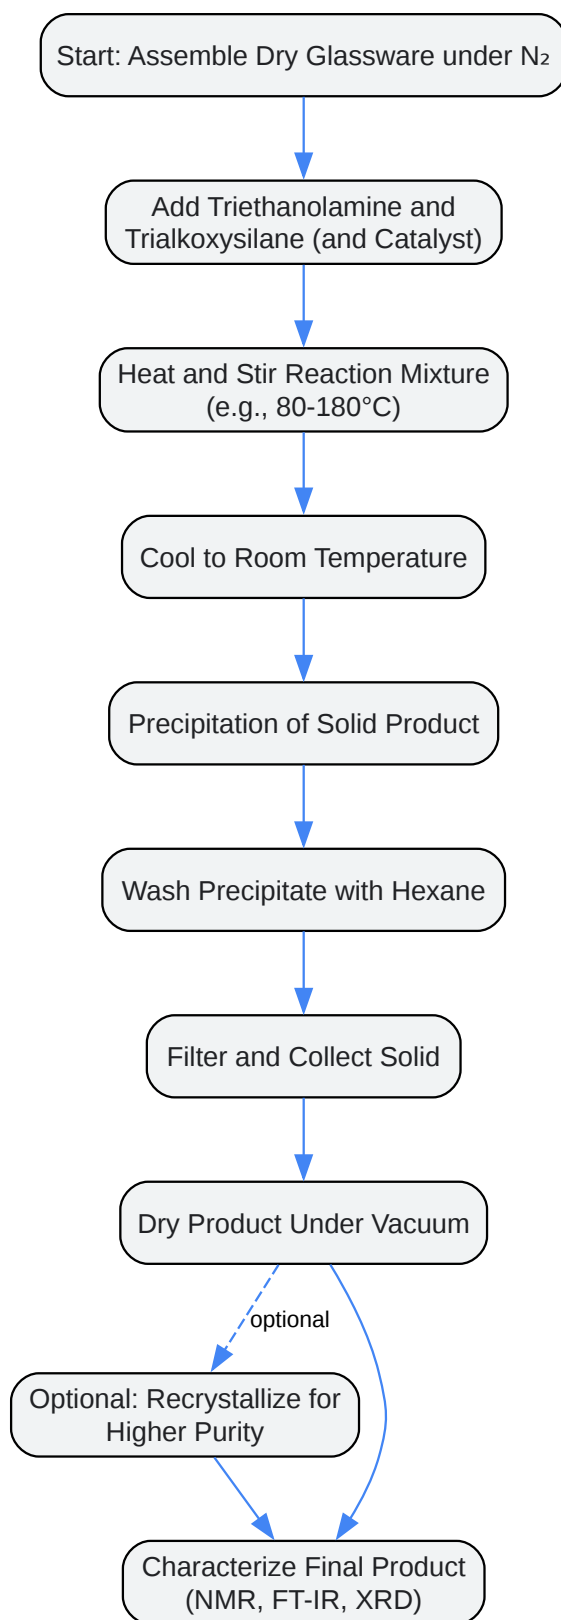 Start: Assemble Dry Glassware under N₂
Add Triethanolamine and
Trialkoxysilane (and Catalyst)
Heat and Stir Reaction Mixture
(e.g., 80-180°C)
Cool to Room Temperature
Precipitation of Solid Product
Wash Precipitate with Hexane
Filter and Collect Solid
Dry Product Under Vacuum
optional
Optional: Recrystallize for
Higher Purity
Characterize Final Product
(NMR, FT-IR, XRD)